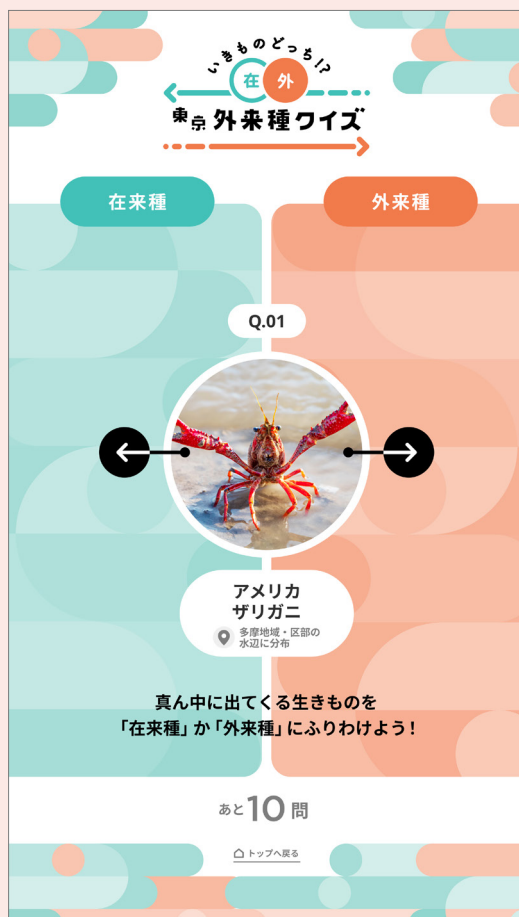 いきものどっち!?
在 外
東京外来種クイズ
在来種
外来種
Q.01
アメリカ
ザリガニ
多摩地域・区部の
水辺に分布
真ん中に出てくる生きものを
「在来種」か「外来種」にふりわけよう!
あと10問
トップへ戻る